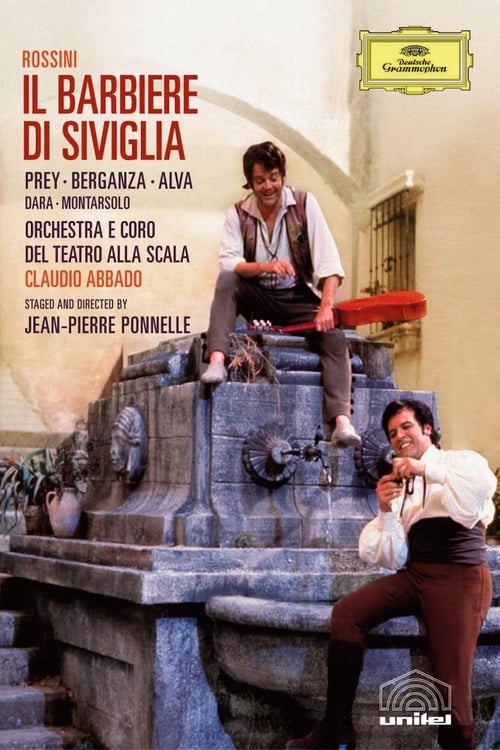 ROSSINI
IL BARBIERE
DI SIVIGLIA
PREY · BERGANZA · ALVA
DARA · MONTARSOLO
ORCHESTRA E CORO
DEL TEATRO ALLA SCALA
CLAUDIO ABBADO
STAGED AND DIRECTED BY
JEAN-PIERRE PONNELLE
Deutsche
Grammophon
unitel